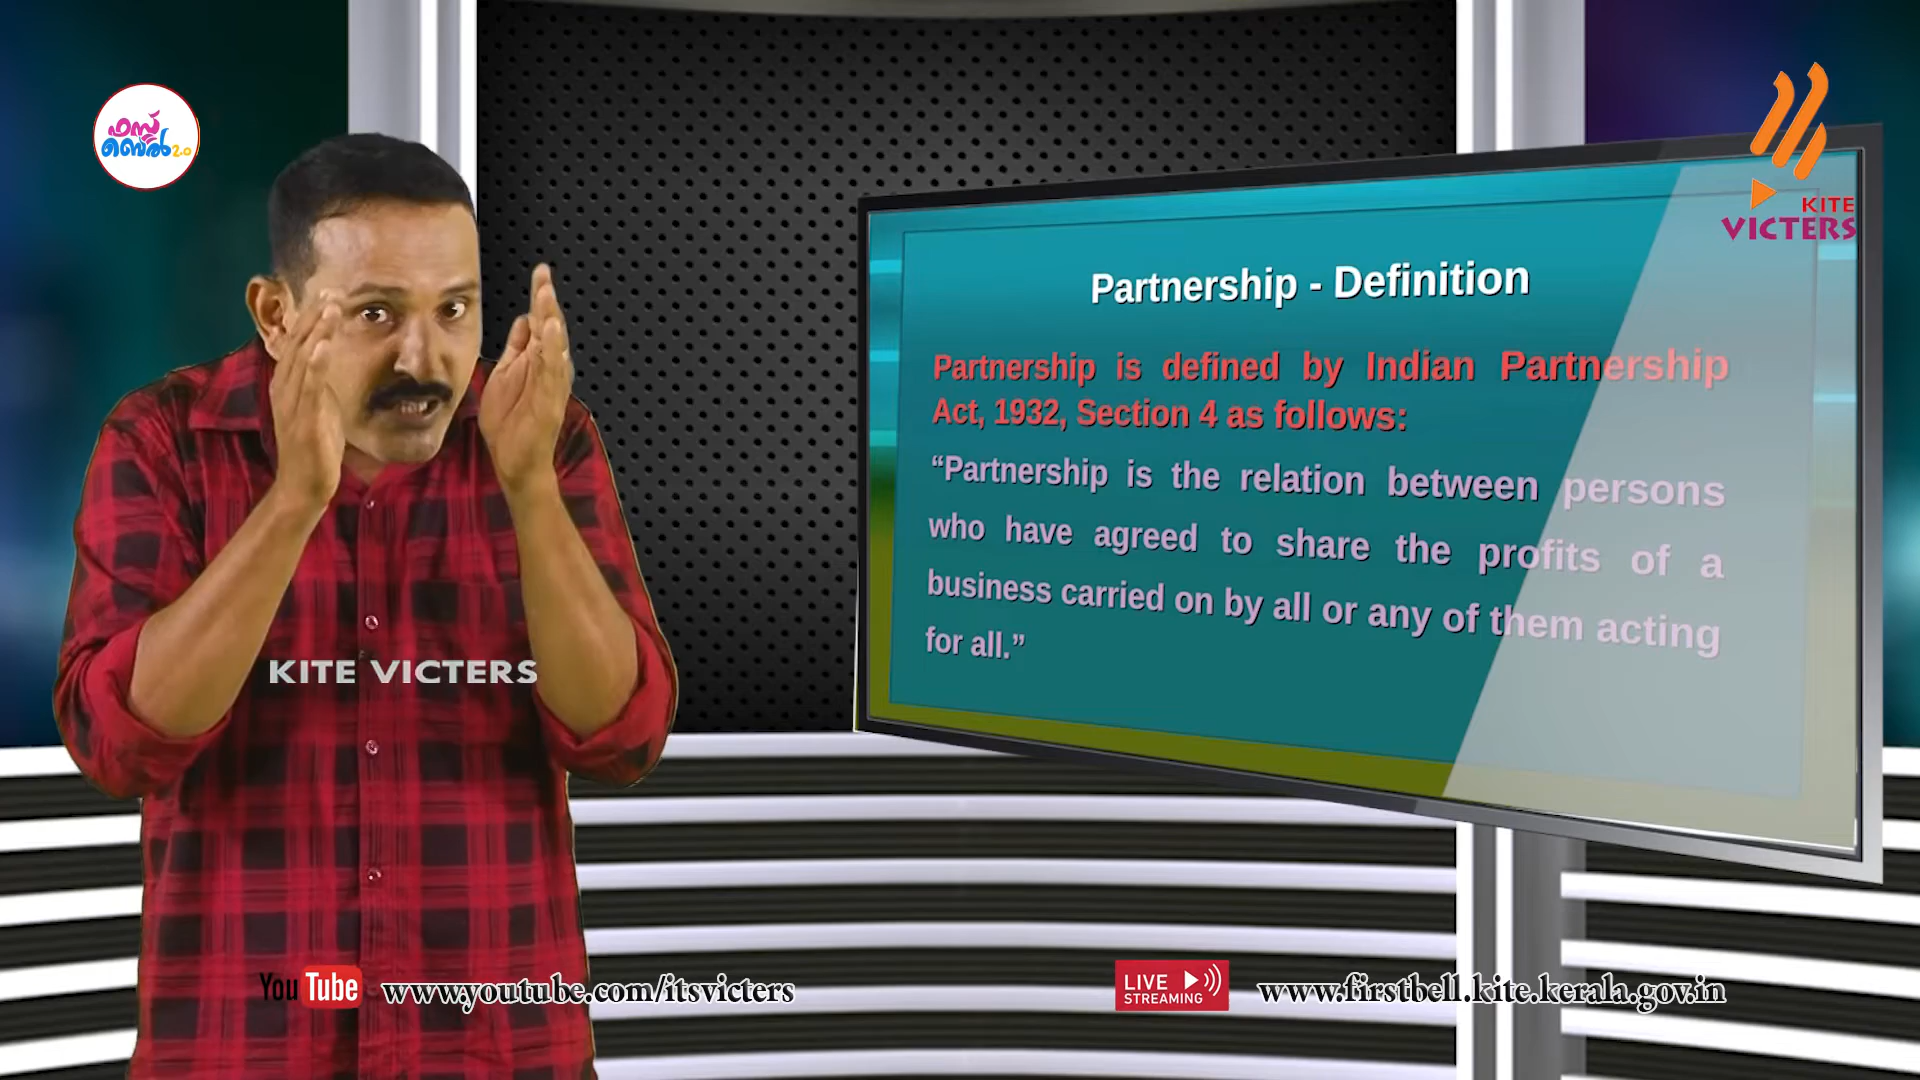 ഫസ്റ്റ്
ബെൽ 2.0
KITE
VICTERS
Partnership - Definition
Partnership is defined by Indian Partnership
Act, 1932, Section 4 as follows:
“Partnership is the relation between persons
who have agreed to share the profits of a
business carried on by all or any of them acting
for all.”
KITE VICTERS
YouTube www.youtube.com/itsvicters
LIVE
STREAMING
www.firstbell.kite.kerala.gov.in